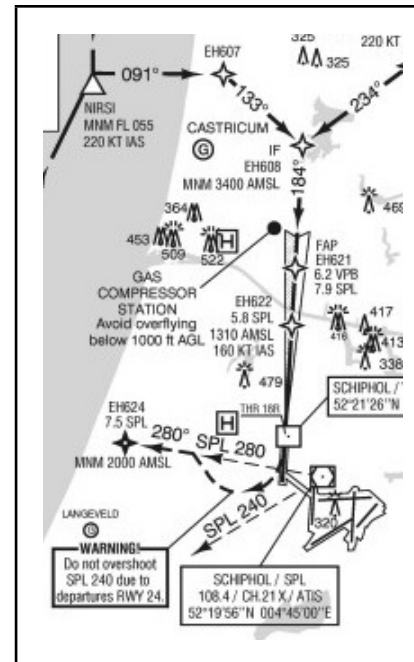 325
325
220 KT
EH607
091°
133°
234°
NIRSI
MNM FL 055
220 KT IAS
CASTRICUM
G
IF
EH608
MNM 3400 AMSL
184°
469
364
453
509
522
H
FAP
EH621
6.2 VPB
7.9 SPL
GAS
COMPRESSOR
STATION
Avoid overflying
below 1000 ft AGL
EH622
5.8 SPL
1310 AMSL
160 KT IAS
416
417
413
338
479
SCHIPHOL /
52°21'26"N
THR 18R
H
EH624
7.5 SPL
280°
SPL 280
MNM 2000 AMSL
SPL 240
320
LANGEVELD
G
WARNING!
Do not overshoot
SPL 240 due to
departures RWY 24.
SCHIPHOL / SPL
108.4 / CH.21 X / ATIS
52°19'56"N 004°45'00"E